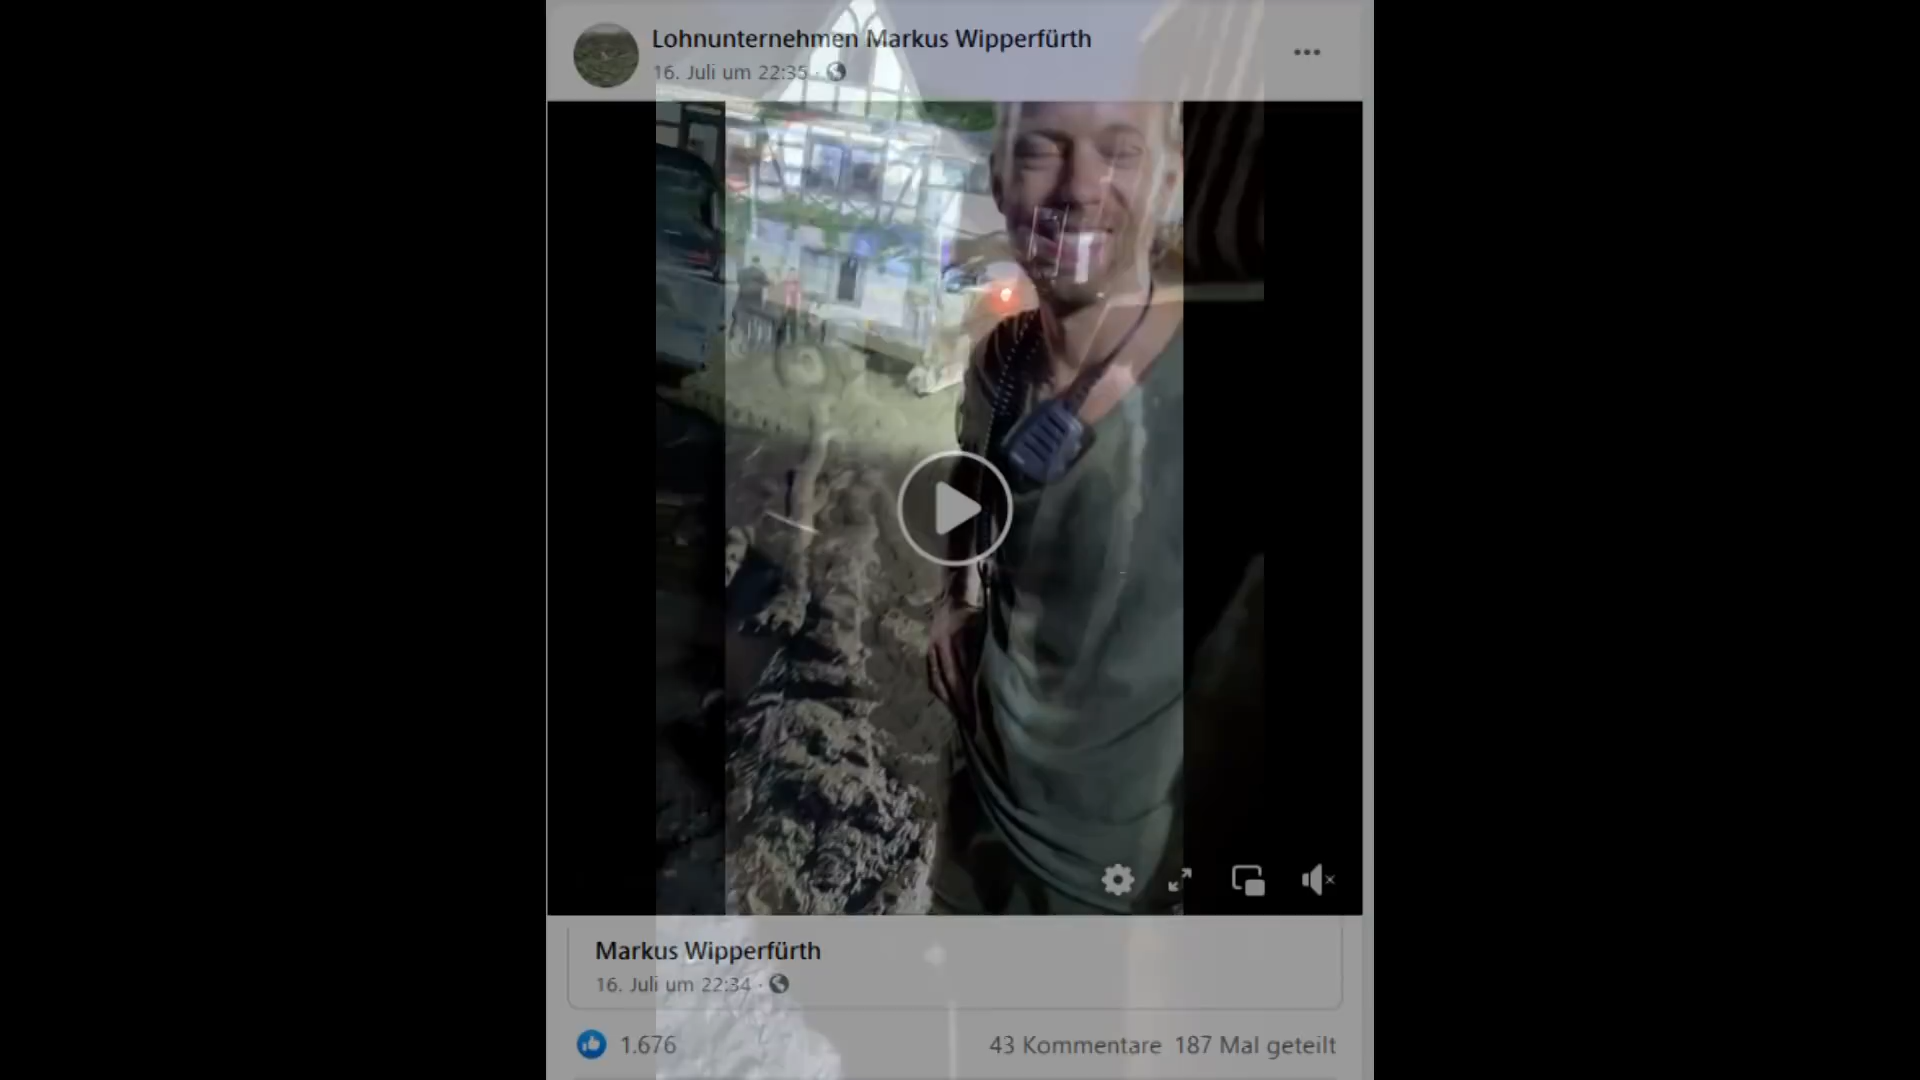 Lohnunternehmen Markus Wipperfürth
16. Juli um 22:35 ·
Markus Wipperfürth
16. Juli um 22:34 ·
1.676
43 Kommentare 187 Mal geteilt